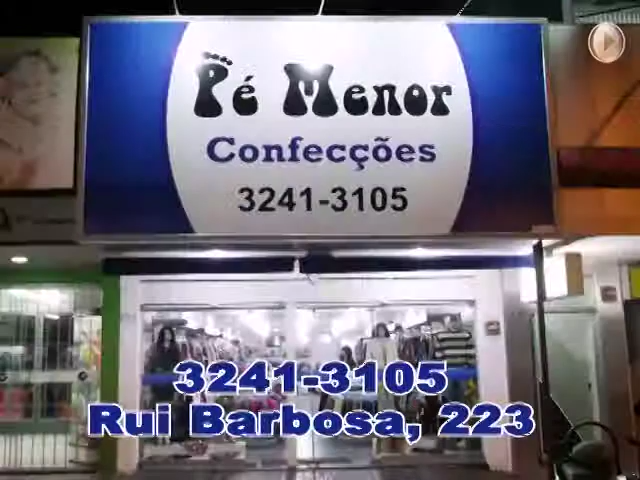 Pé Menor
Confecções
3241-3105
3241-3105
Rui Barbosa, 223